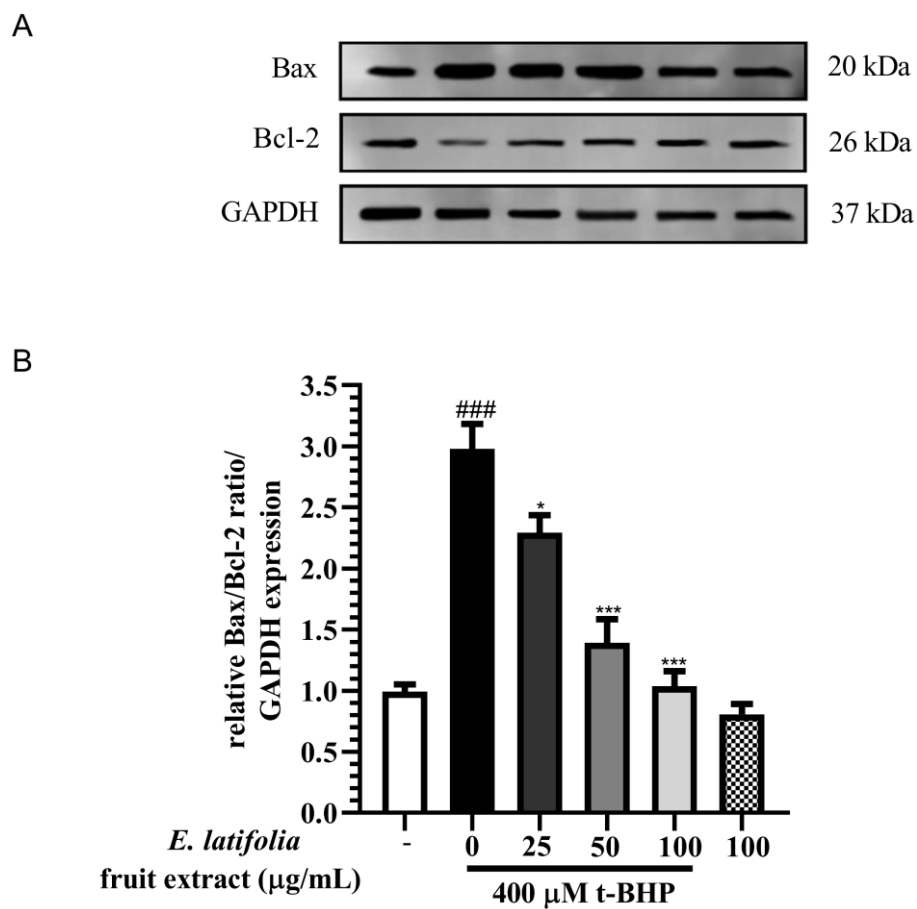 A
Bax 20 kDa
Bcl-2 26 kDa
GAPDH 37 kDa
B
relative Bax/Bcl-2 ratio/
GAPDH expression
3.5
3.0
2.5
2.0
1.5
1.0
0.5
0.0
###
*
***
***
E. latifolia
fruit extract (µg/mL)
- 0 25 50 100 100
400 µM t-BHP